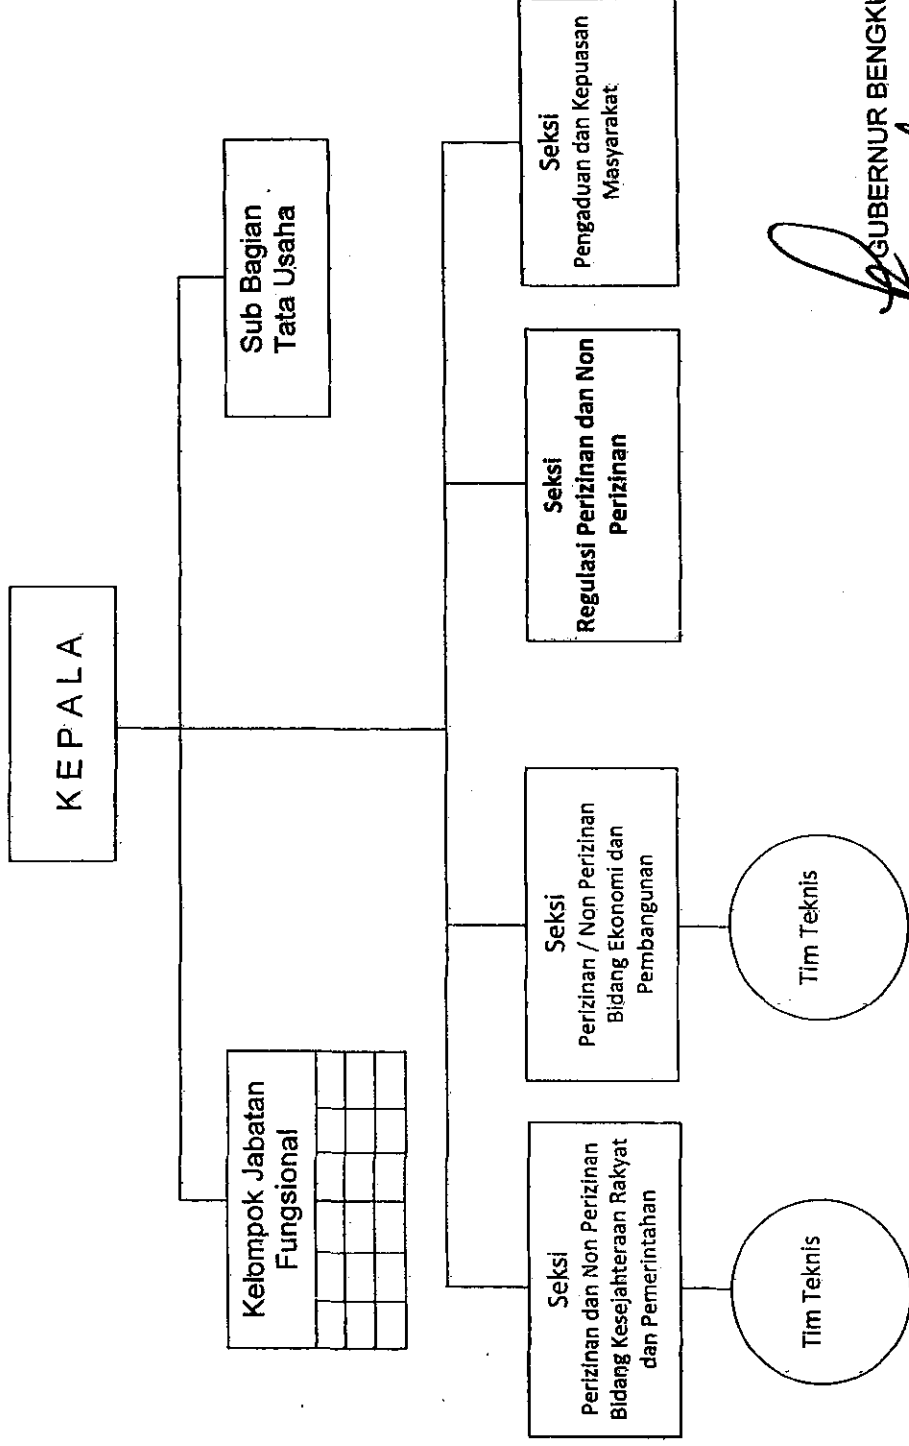 K E P A L A
Kelompok Jabatan
Fungsional
Sub Bagian
Tata Usaha
Seksi
Perizinan dan Non Perizinan
Bidang Kesejahteraan Rakyat
dan Pemerintahan
Seksi
Perizinan / Non Perizinan
Bidang Ekonomi dan
Pembangunan
Seksi
Regulasi Perizinan dan Non
Perizinan
Seksi
Pengaduan dan Kepuasan
Masyarakat
Tim Teknis
Tim Teknis
GUBERNUR